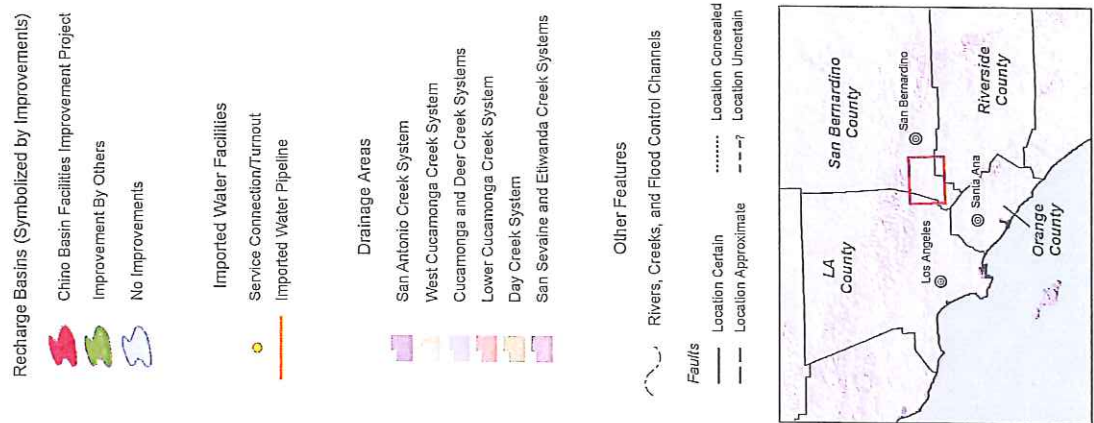 Recharge Basins (Symbolized by Improvements)
Chino Basin Facilities Improvement Project
Improvement By Others
No Improvements
Imported Water Facililies
Service Connection/Turnout
Imported Water Pipeline
Drainage Areas
San Antonio Creek System
West Cucamonga Creek System
Cucamonga and Deer Creek Systems
Lower Cucamonga Creek System
Day Creek System
San Sevaine and Etiwanda Creek Systems
Other Features
Rivers, Creeks, and Flood Control Channels
Faults
Location Certain
Location Concealed
Location Approximate
?
Location Uncertain
San Bernardino
County
LA
County
San Bernardino
Los Angeles
Riverside
County
Santa Ana
Orange
County